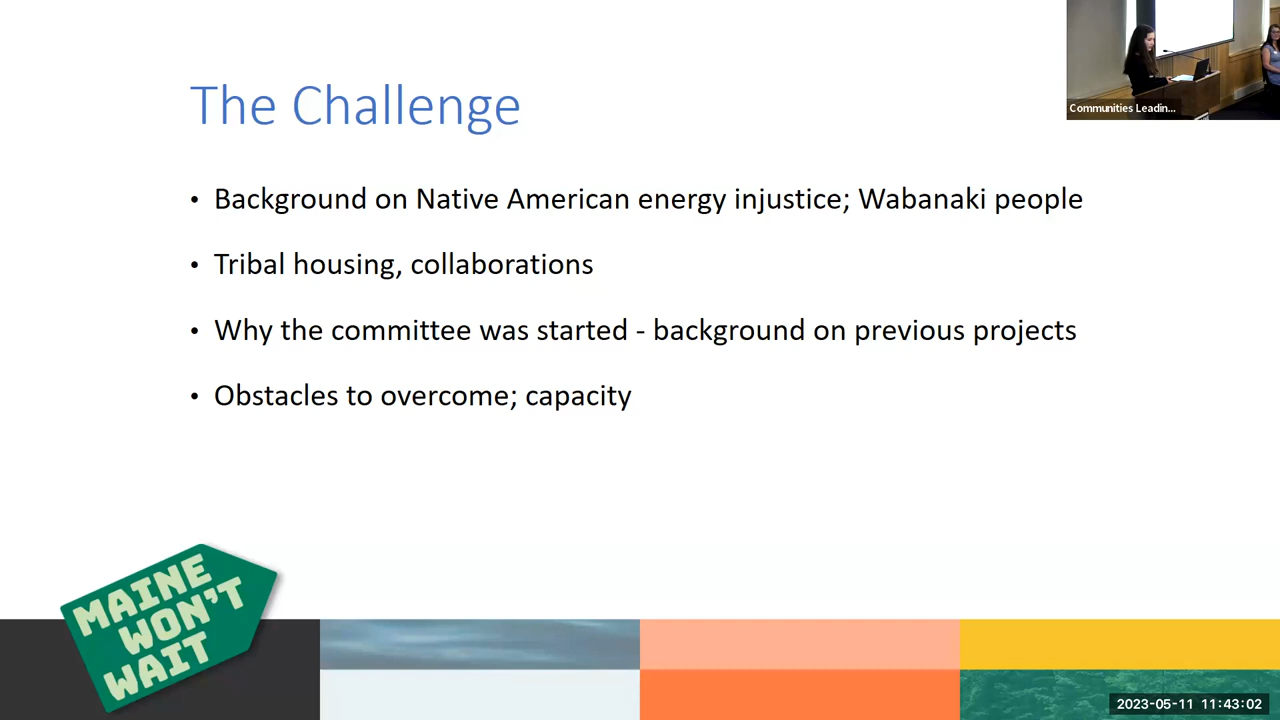 The Challenge
Communities Leadin...
• Background on Native American energy injustice; Wabanaki people
• Tribal housing, collaborations
• Why the committee was started - background on previous projects
• Obstacles to overcome; capacity
MAINE
WON'T
WAIT
2023-05-11 11:43:02